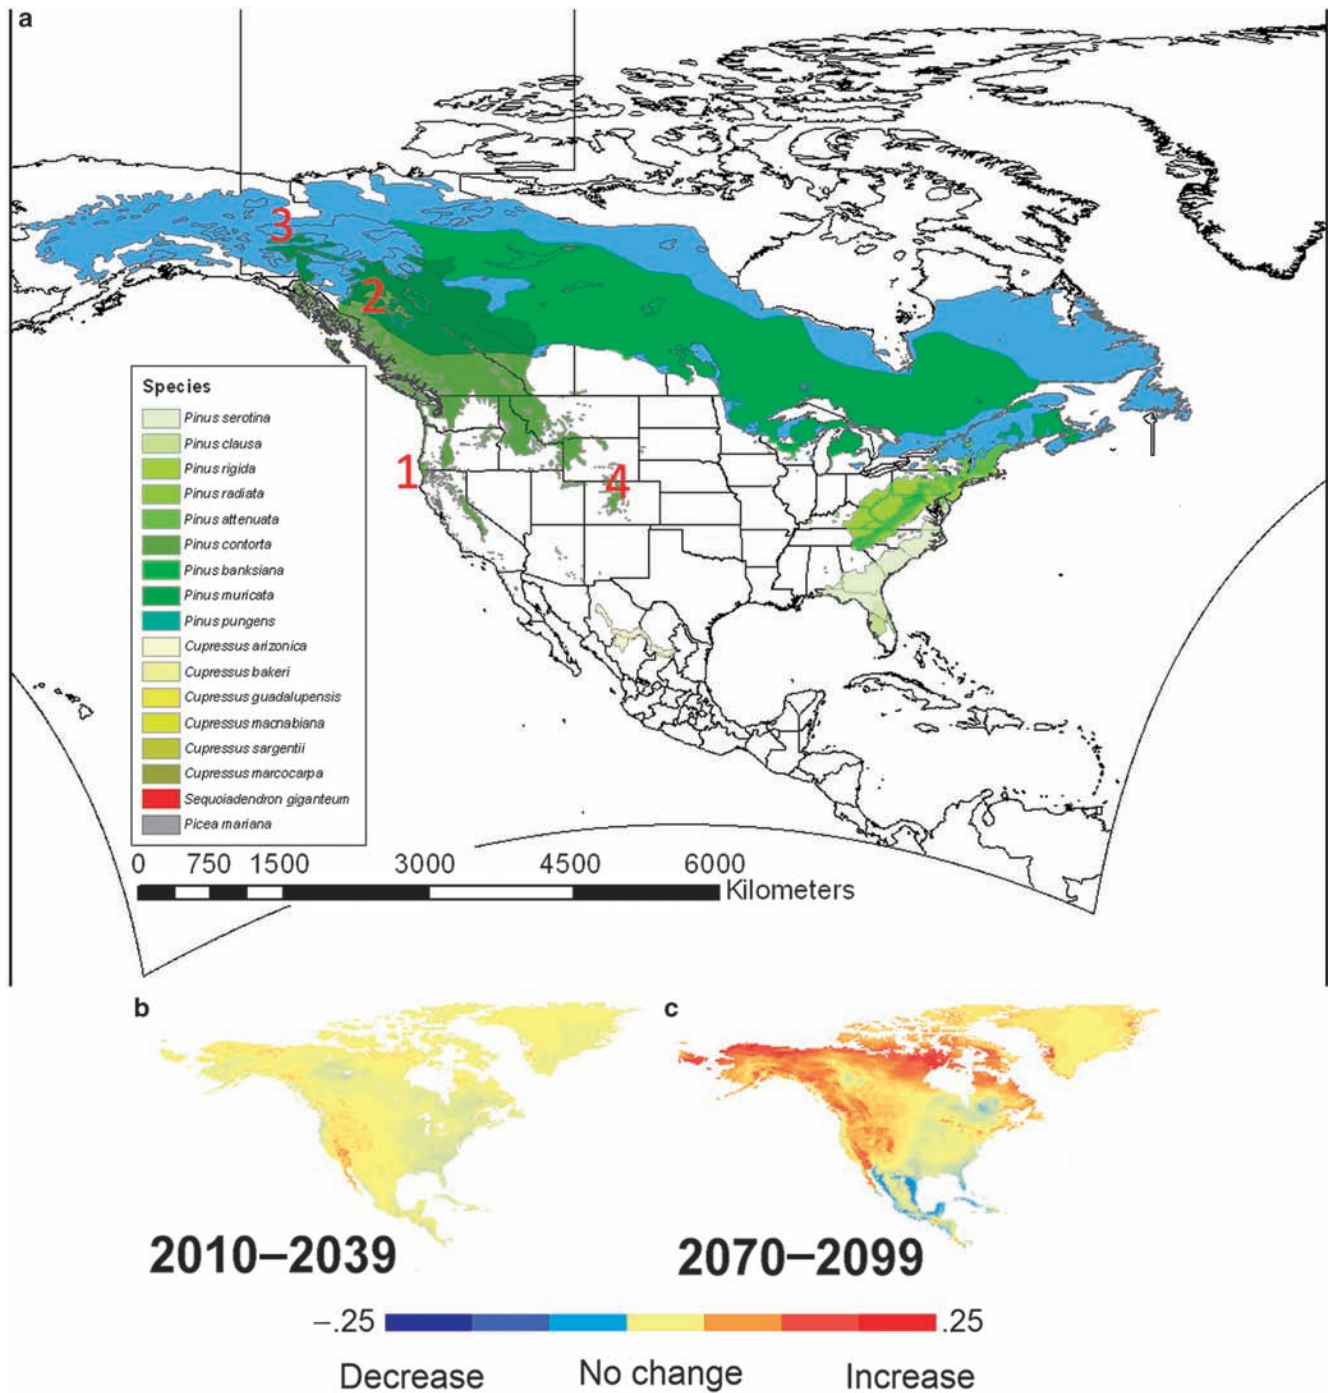 a
3
2
1
4
Species
Pinus serotina
Pinus clausa
Pinus rigida
Pinus radiata
Pinus attenuata
Pinus contorta
Pinus banksiana
Pinus muricata
Pinus pungens
Cupressus arizonica
Cupressus bakeri
Cupressus guadalupensis
Cupressus macnabiana
Cupressus sargentii
Cupressus marcocarpa
Sequoiadendron giganteum
Picea mariana
0 750 1500 3000 4500 6000
Kilometers
b c
2010–2039 2070–2099
–.25 .25
Decrease No change Increase